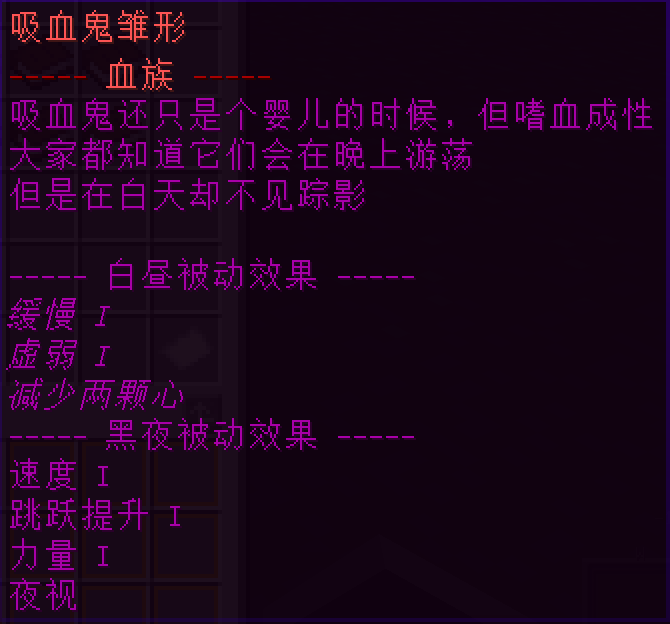 吸血鬼雏形
----- 血族 -----
吸血鬼还只是个婴儿的时候，但嗜血成性
大家都知道它们会在晚上游荡
但是在白天却不见踪影
----- 白昼被动效果 -----
缓慢 I
虚弱 I
减少两颗心
----- 黑夜被动效果 -----
速度 I
跳跃提升 I
力量 I
夜视